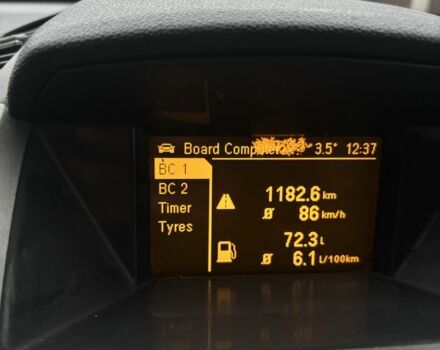 Board Computer 3.5° 12:37
BC 1
BC 2
Timer
Tyres
1182.6 km
Ø 86 km/h
72.3 L
Ø 6.1 L/100km